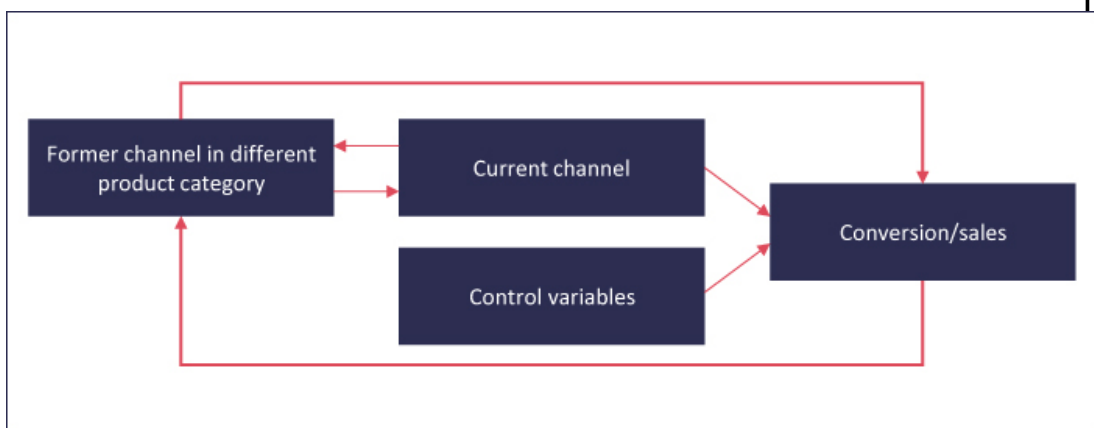 Former channel in different
product category
Current channel
Conversion/sales
Control variables